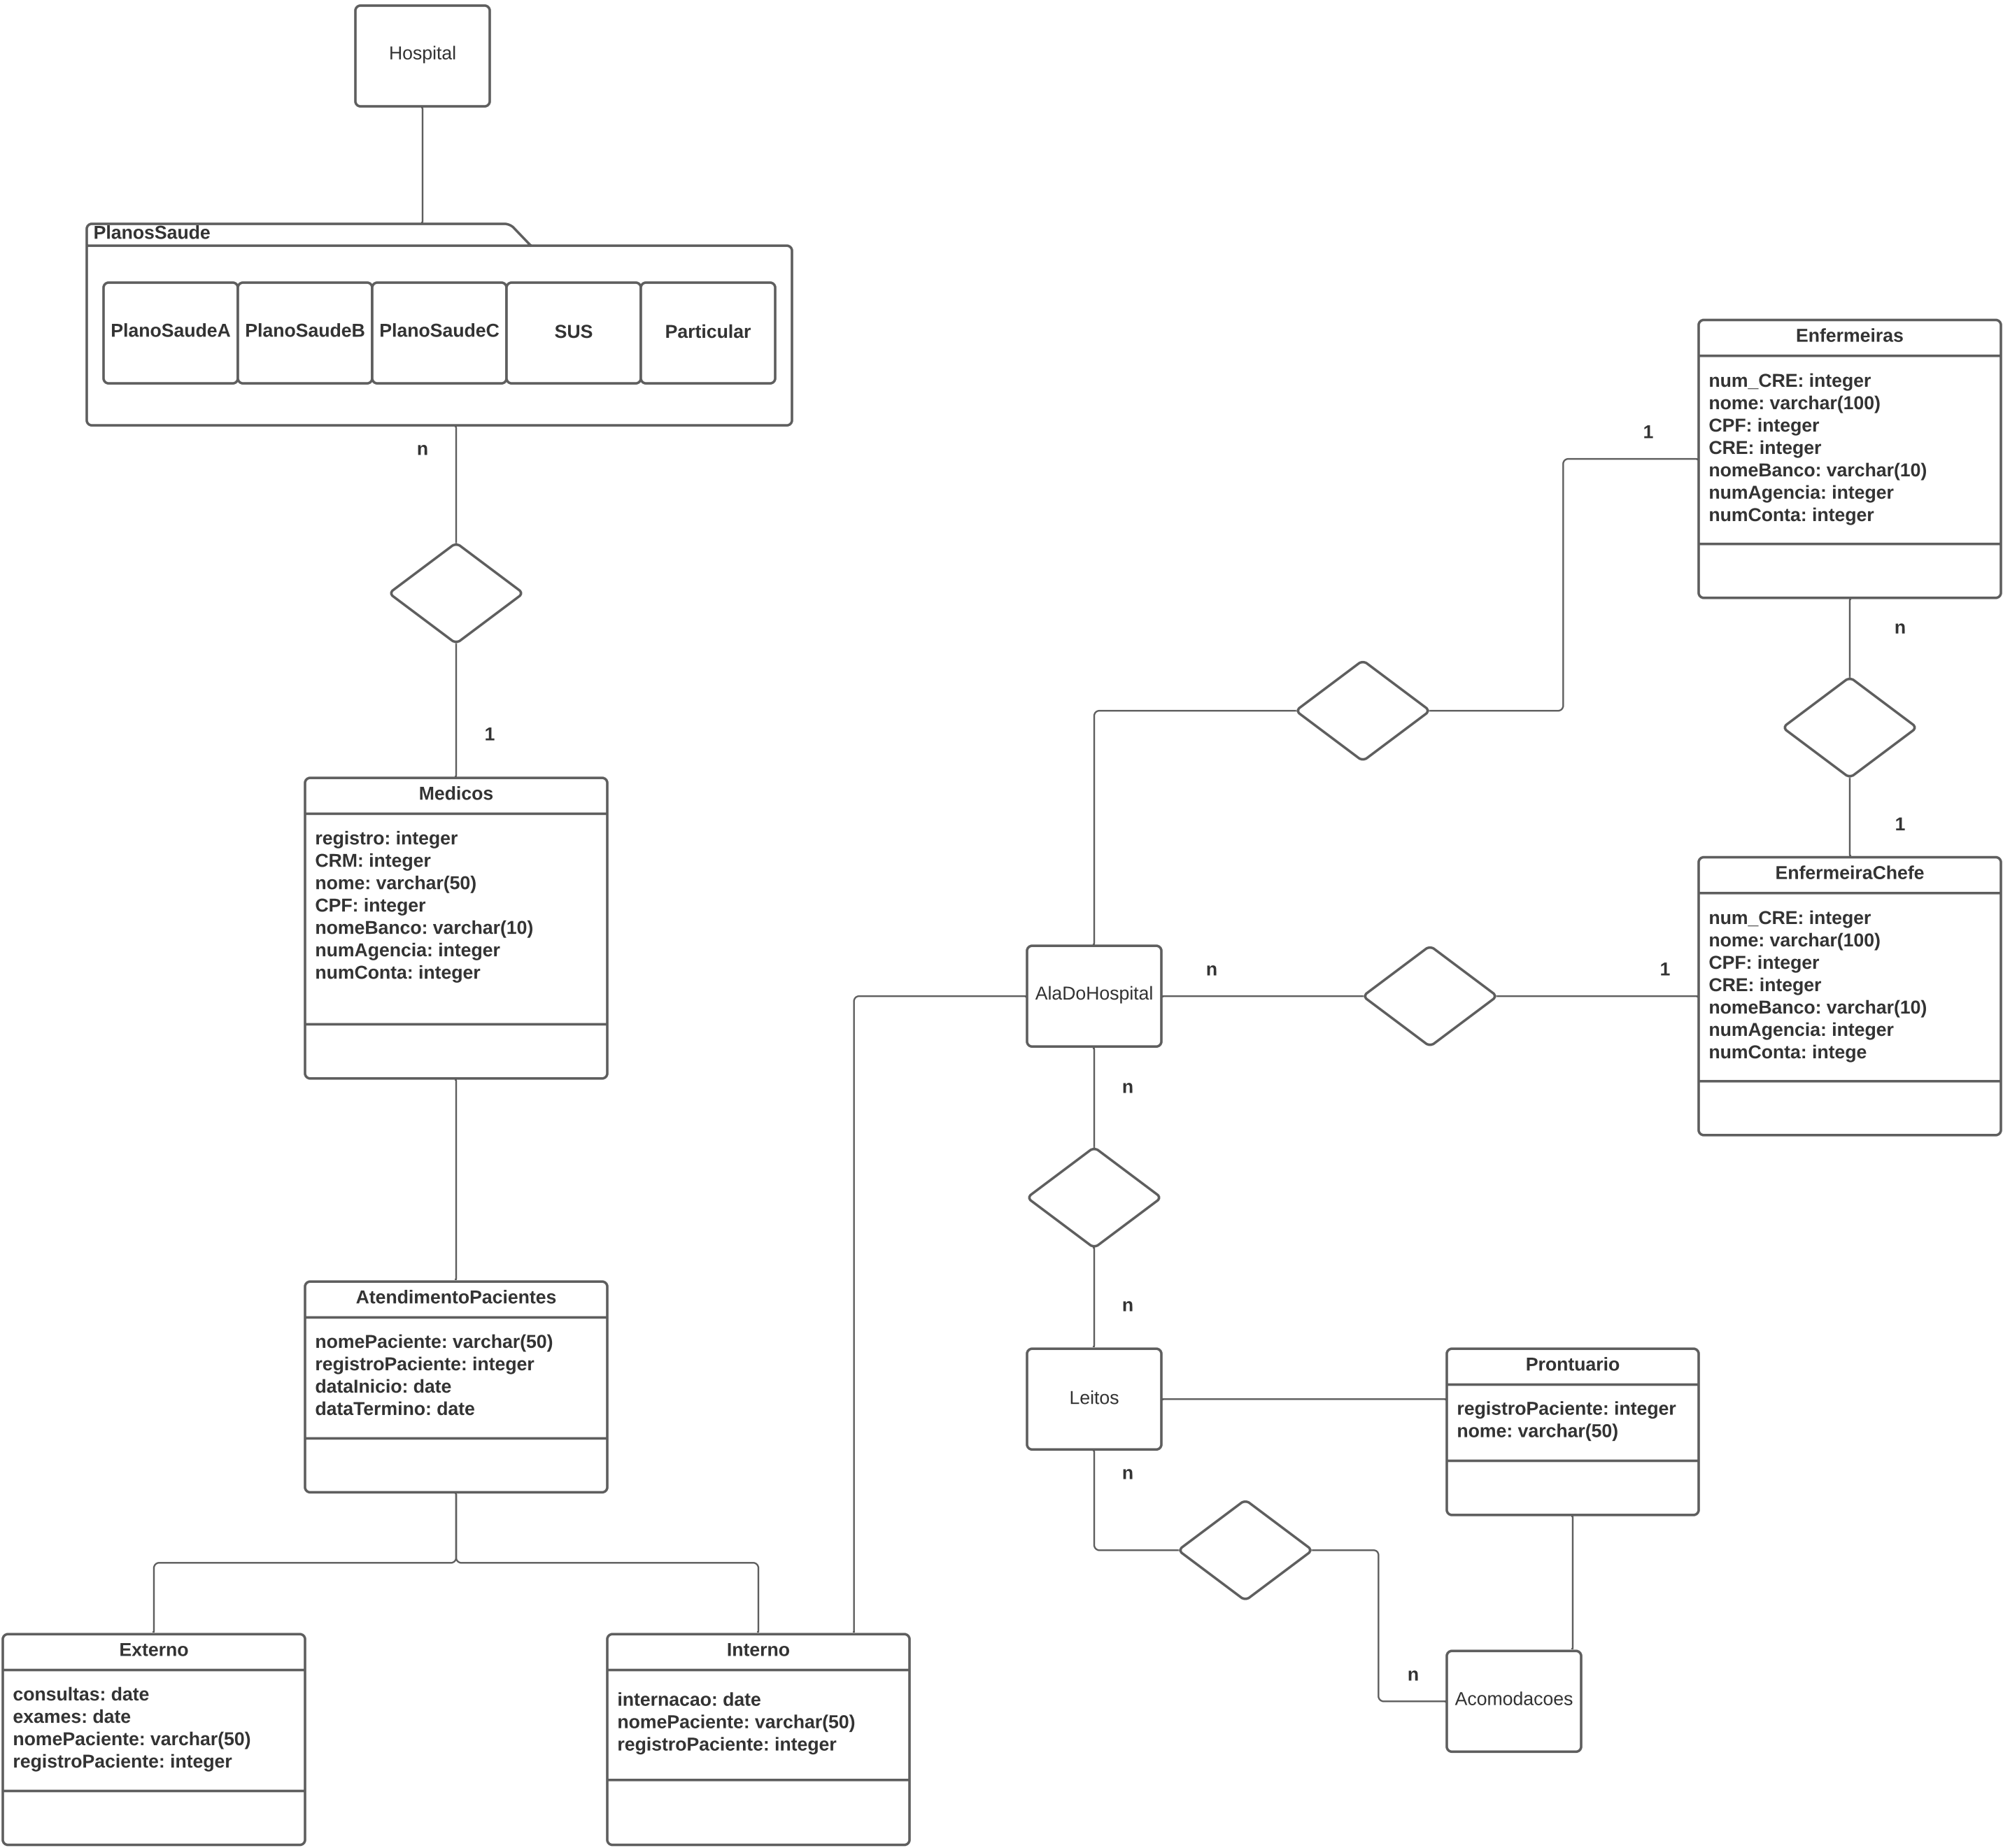 Hospital
PlanosSaude
PlanoSaudeA
PlanoSaudeB
PlanoSaudeC
SUS
Particular
n
1
Medicos
registro: integer
CRM: integer
nome: varchar(50)
CPF: integer
nomeBanco: varchar(10)
numAgencia: integer
numConta: integer
AtendimentoPacientes
nomePaciente: varchar(50)
registroPaciente: integer
dataInicio: date
dataTermino: date
Externo
consultas: date
exames: date
nomePaciente: varchar(50)
registroPaciente: integer
Interno
internacao: date
nomePaciente: varchar(50)
registroPaciente: integer
Enfermeiras
num_CRE: integer
nome: varchar(100)
CPF: integer
CRE: integer
nomeBanco: varchar(10)
numAgencia: integer
numConta: integer
1
n
1
EnfermeiraChefe
num_CRE: integer
nome: varchar(100)
CPF: integer
CRE: integer
nomeBanco: varchar(10)
numAgencia: integer
numConta: intege
AlaDoHospital
n
1
n
n
Leitos
n
Prontuario
registroPaciente: integer
nome: varchar(50)
n
Acomodacoes